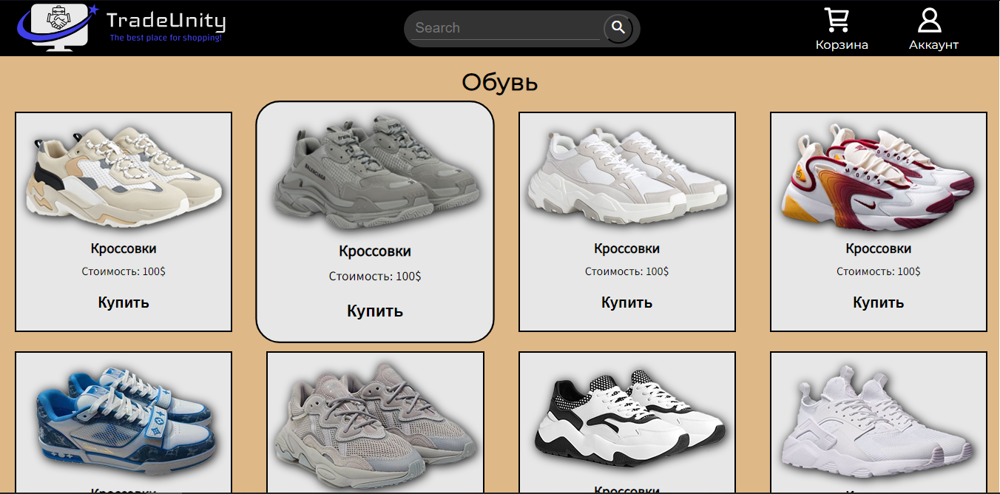 TradeUnity
The best place for shopping!
Search
Корзина
Аккаунт
Обувь
Кроссовки
Стоимость: 100$
Купить
Кроссовки
Стоимость: 100$
Купить
Кроссовки
Стоимость: 100$
Купить
Кроссовки
Стоимость: 100$
Купить
BALENCIAGA
Кроссовки
Кроссовки